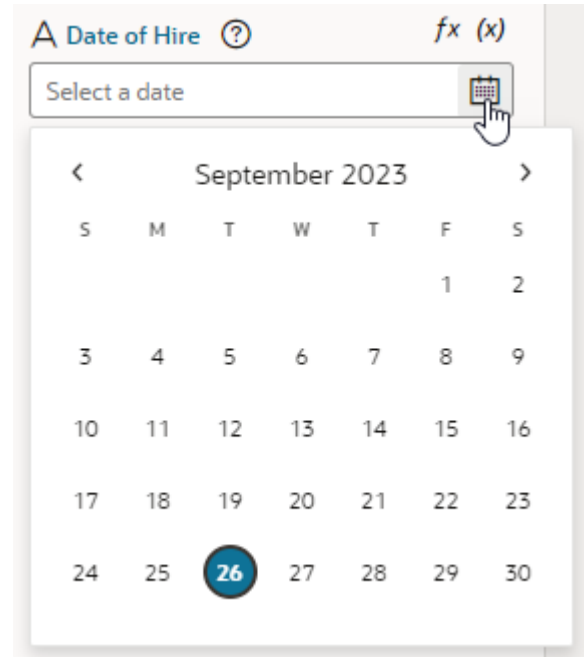 A Date of Hire ? fx (x)
Select a date
< September 2023 >
S M T W T F S
1 2
3 4 5 6 7 8 9
10 11 12 13 14 15 16
17 18 19 20 21 22 23
24 25 26 27 28 29 30